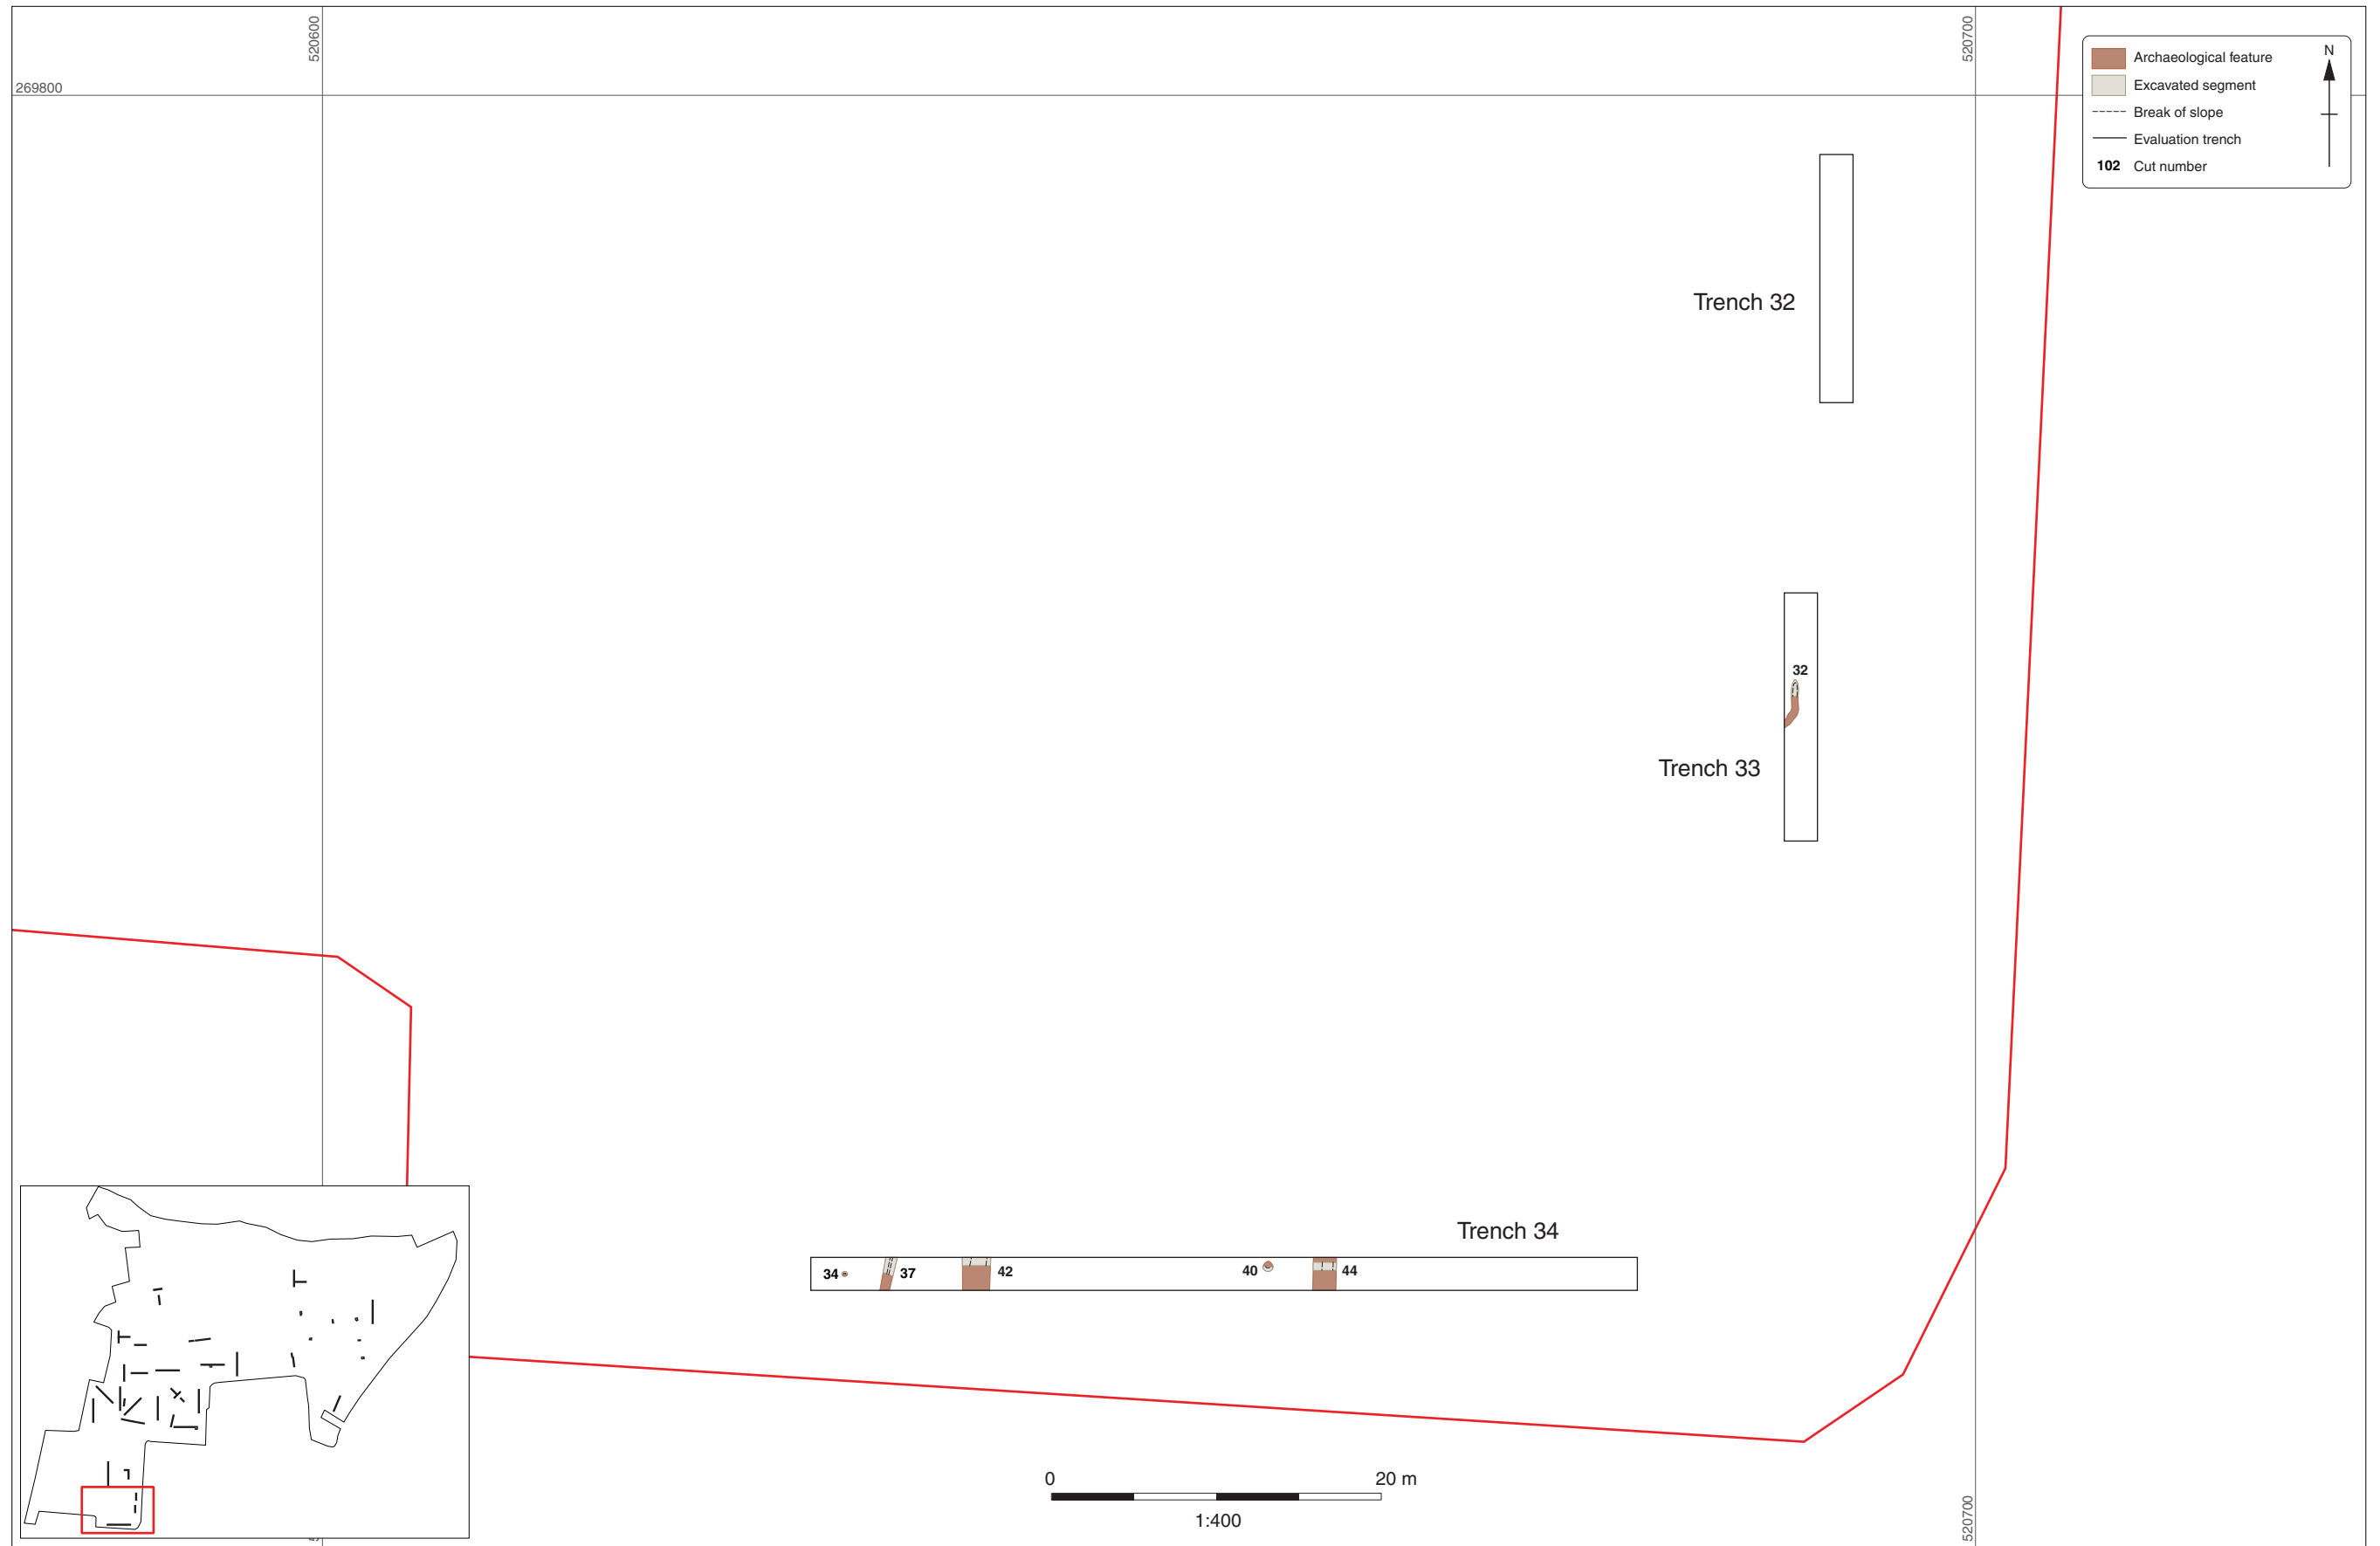 520600
520700
269800
N
Archaeological feature
Excavated segment
Break of slope
Evaluation trench
102 Cut number
Trench 32
32
Trench 33
Trench 34
34
37
42
40
44
0 20 m
1:400
520700